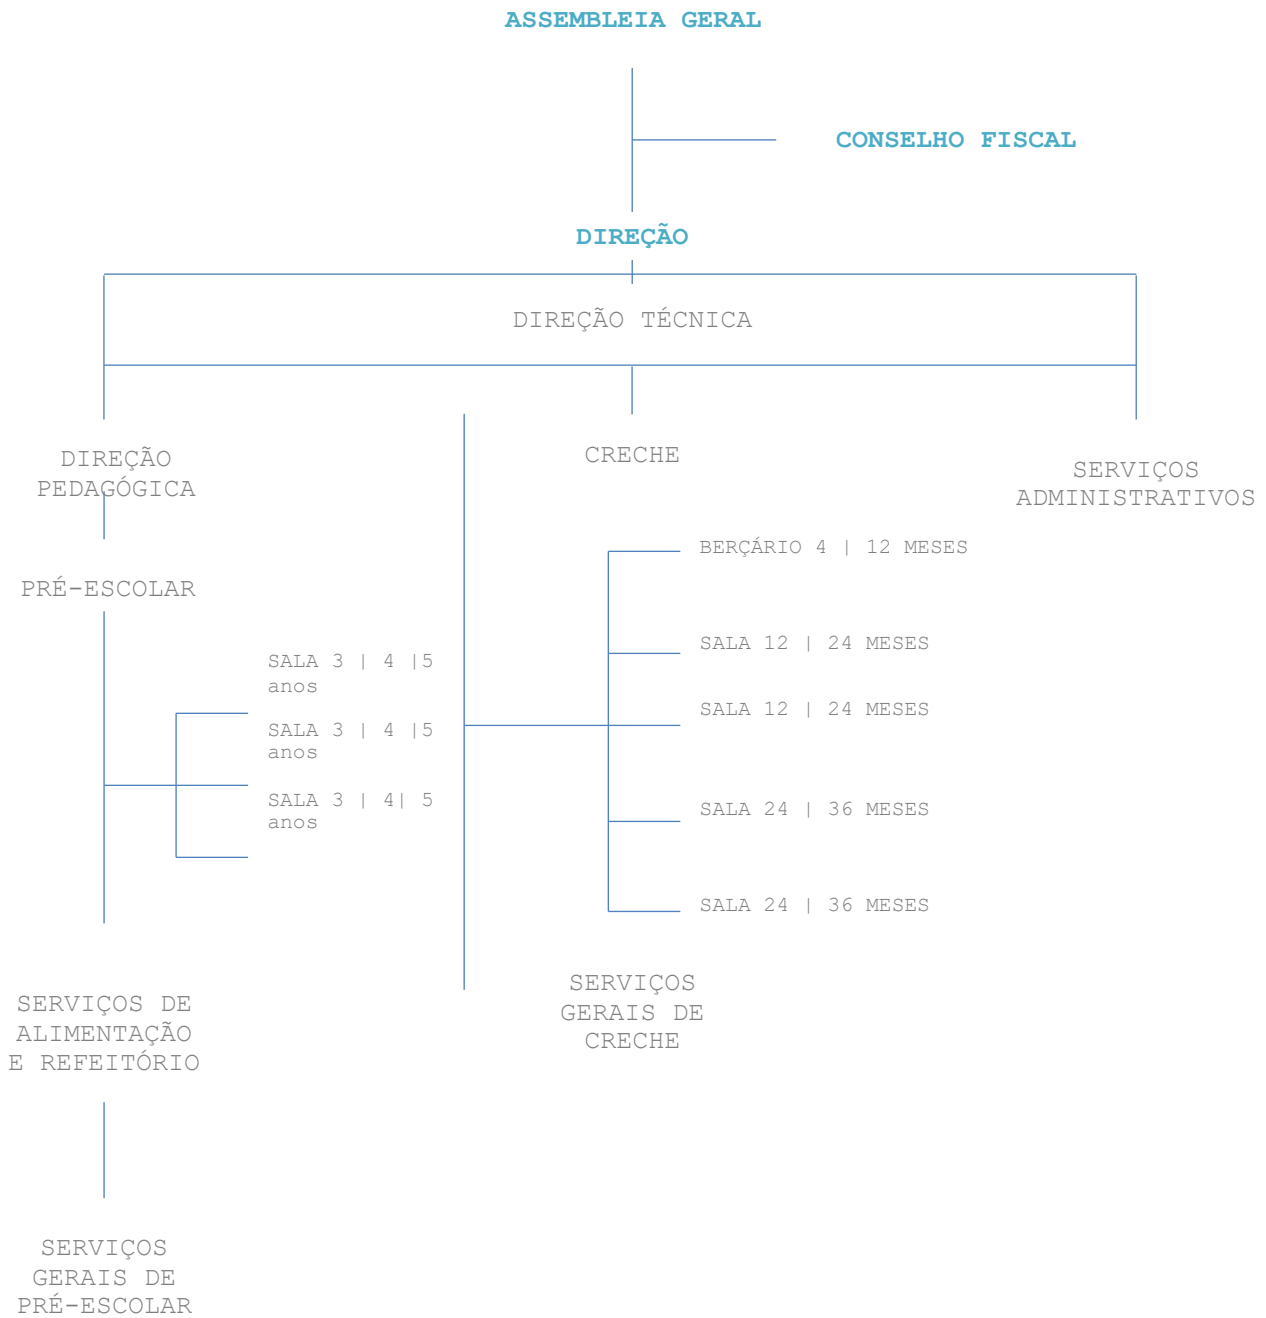 ASSEMBLEIA GERAL
CONSELHO FISCAL
DIREÇÃO
DIREÇÃO TÉCNICA
DIREÇÃO
PEDAGÓGICA
CRECHE
SERVIÇOS
ADMINISTRATIVOS
PRÉ-ESCOLAR
SALA 3 | 4 |5
anos
SALA 3 | 4 |5
anos
SALA 3 | 4| 5
anos
BERÇÁRIO 4 | 12 MESES
SALA 12 | 24 MESES
SALA 12 | 24 MESES
SALA 24 | 36 MESES
SALA 24 | 36 MESES
SERVIÇOS DE
ALIMENTAÇÃO
E REFEITÓRIO
SERVIÇOS
GERAIS DE
CRECHE
SERVIÇOS
GERAIS DE
PRÉ-ESCOLAR